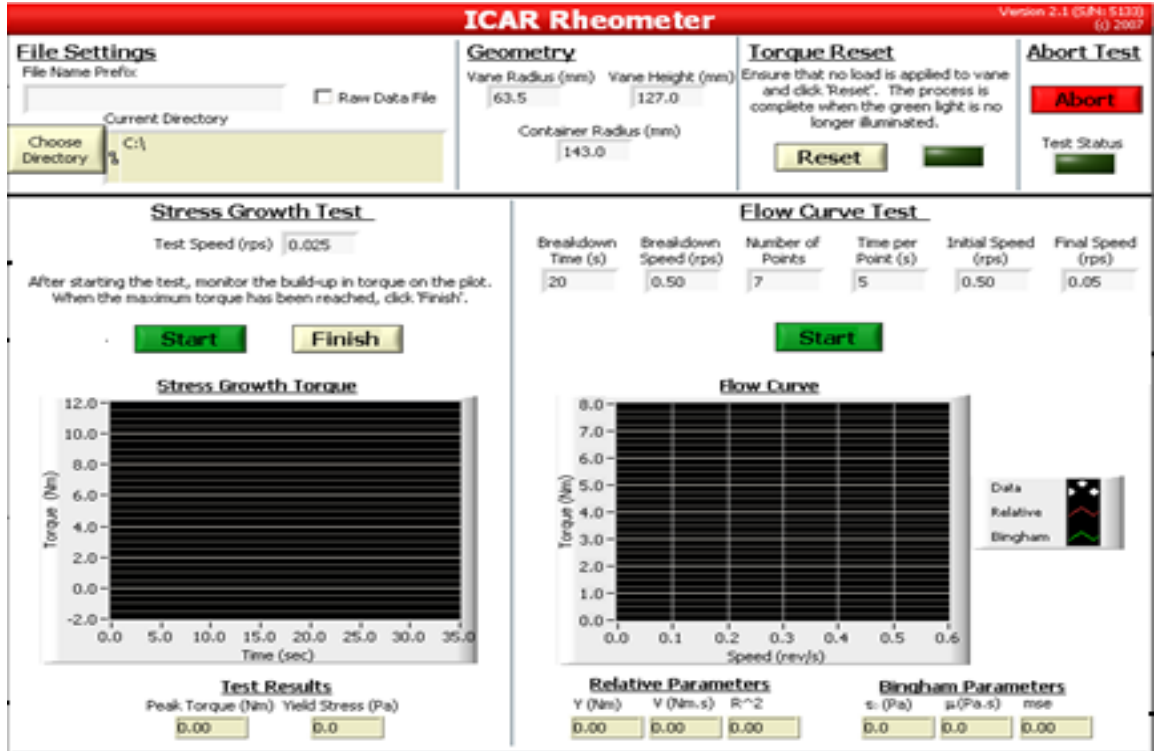 ICAR Rheometer
Version 2.1 (S/N: 5133)
(c) 2007
File Settings
File Name Prefix
Raw Data File
Current Directory
Choose Directory
C:\
Geometry
Vane Radius (mm) Vane Height (mm)
63.5 127.0
Container Radius (mm)
143.0
Torque Reset
Ensure that no load is applied to vane
and click 'Reset'. The process is
complete when the green light is no
longer illuminated.
Reset
Abort Test
Abort
Test Status
Stress Growth Test
Test Speed (rps) 0.025
After starting the test, monitor the build-up in torque on the plot.
When the maximum torque has been reached, click 'Finish'.
Start Finish
Stress Growth Torque
12.0
10.0
8.0
6.0
4.0
2.0
0.0
-2.0
Torque (Nm)
0.0 5.0 10.0 15.0 20.0 25.0 30.0 35.0
Time (sec)
Test Results
Peak Torque (Nm) Yield Stress (Pa)
0.00 0.0
Flow Curve Test
Breakdown Time (s) Breakdown Speed (rps) Number of Points Time per Point (s) Initial Speed (rps) Final Speed (rps)
20 0.50 7 5 0.50 0.05
Start
Flow Curve
8.0
7.0
6.0
5.0
4.0
3.0
2.0
1.0
0.0
Torque (Nm)
0.0 0.1 0.2 0.3 0.4 0.5 0.6
Speed (rev/s)
Data
Relative
Bingham
Relative Parameters
Y (Nm) V (Nm.s) R^2
0.00 0.00 0.00
Bingham Parameters
(Pa) μ(Pa.s) mse
0.0 0.0 0.00